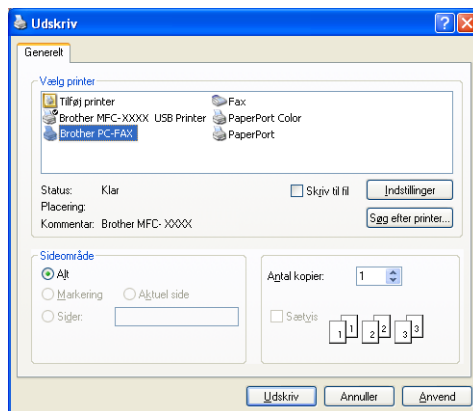 Udskriv
Generelt
Vælg printer
Tilføj printer
Fax
Brother MFC-XXXX USB Printer
PaperPort Color
Brother PC-FAX
PaperPort
Status: Klar
Skriv til fil
Indstillinger
Placering:
Kommentar: Brother MFC- XXXX
Søg efter printer...
Sideområde
Alt
Antal kopier: 1
Markering
Aktuel side
Sider:
Sætvis
1 1 2 2 3 3
Udskriv
Annuller
Anvend